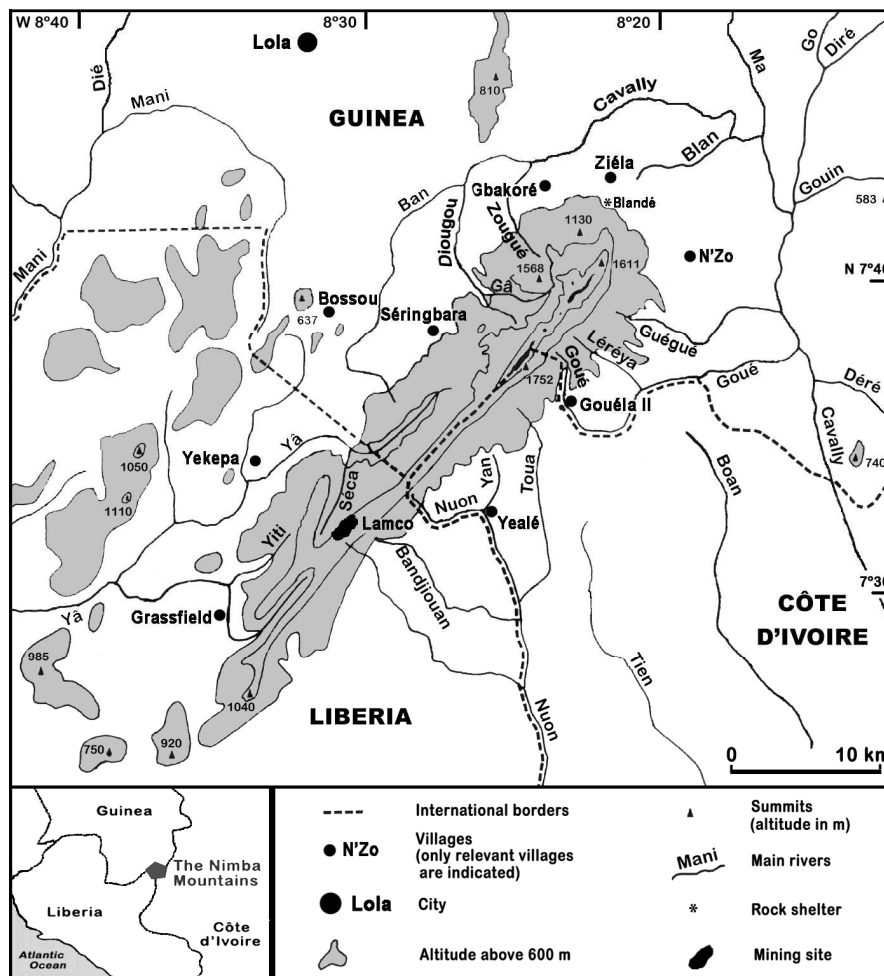 W 8°40
8°30
8°20
Lola
Dié
Mani
810
GUINEA
Cavally
Ma
Go
Diré
Ziéla
Blan
Gbakoré
Blandé
*
Gouin
583
Ban
Diougou
Zougué
1130
1568
1611
N'Zo
N 7°40
Mani
Gâ
Bossou
637
Séringbara
Guégué
Léréya
Goué
1752
Goué
Gouéla II
Déré
Cavally
740
Yekepa
Yâ
1050
1110
Séca
Yan
Toua
Nuon
Boan
Lamco
Yealé
Yiti
7°30
Bandjiouan
Grassfield
Yâ
CÔTE
D'IVOIRE
985
Tien
1040
LIBERIA
Nuon
750
920
0
10 km
Guinea
The Nimba
Mountains
Liberia
Côte
d'Ivoire
Atlantic
Ocean
International borders
Summits
(altitude in m)
N'Zo
Villages
(only relevant villages
are indicated)
Mani
Main rivers
Lola
City
*
Rock shelter
Altitude above 600 m
Mining site